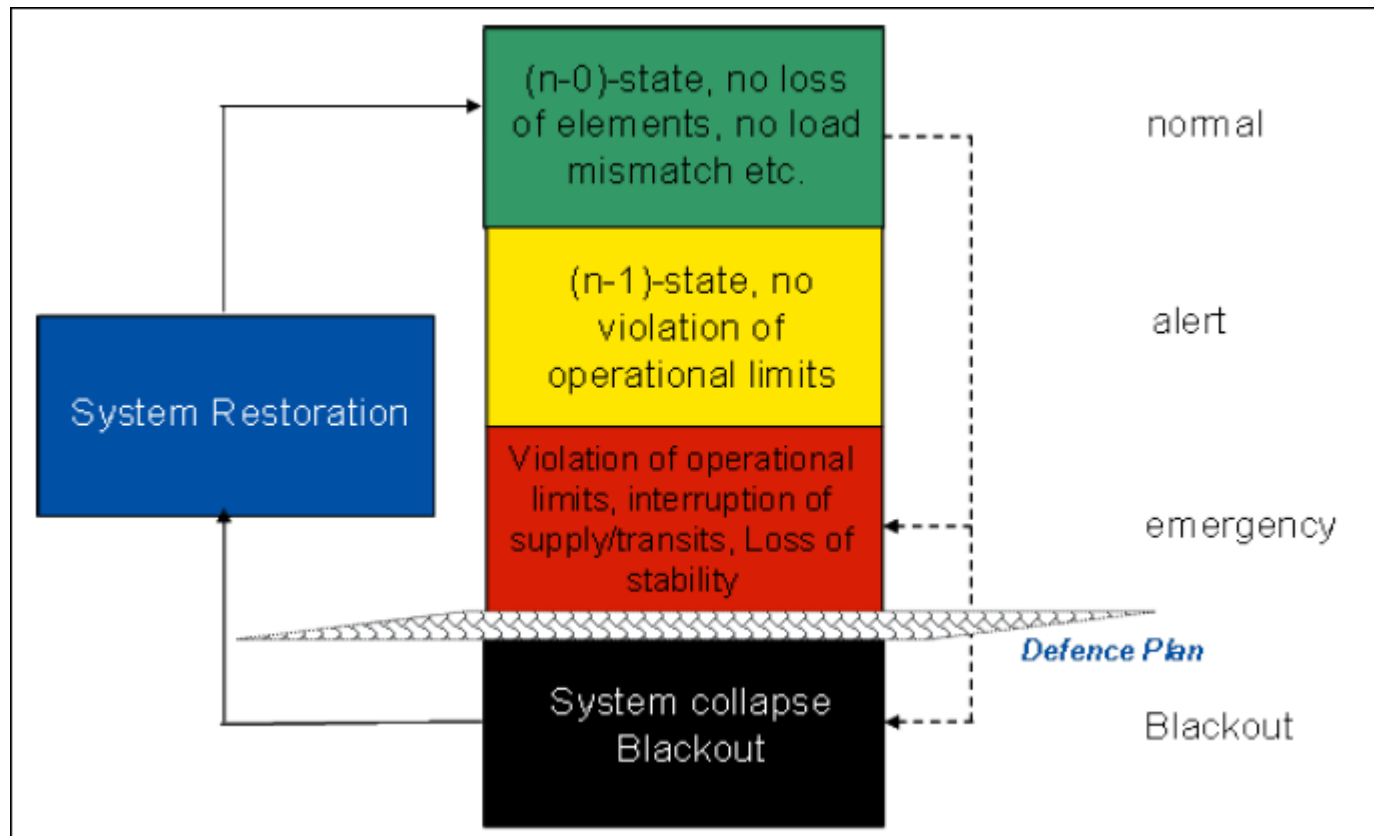 (n-0)-state, no loss
of elements, no load
mismatch etc.
normal
(n-1)-state, no
violation of
operational limits
alert
System Restoration
Violation of operational
limits, interruption of
supply/transits, Loss of
stability
emergency
Defence Plan
System collapse
Blackout
Blackout